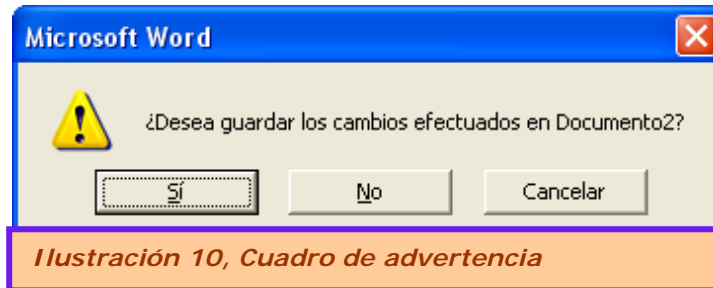 Microsoft Word
¿Desea guardar los cambios efectuados en Documento2?
Sí
No
Cancelar
Ilustración 10, Cuadro de advertencia